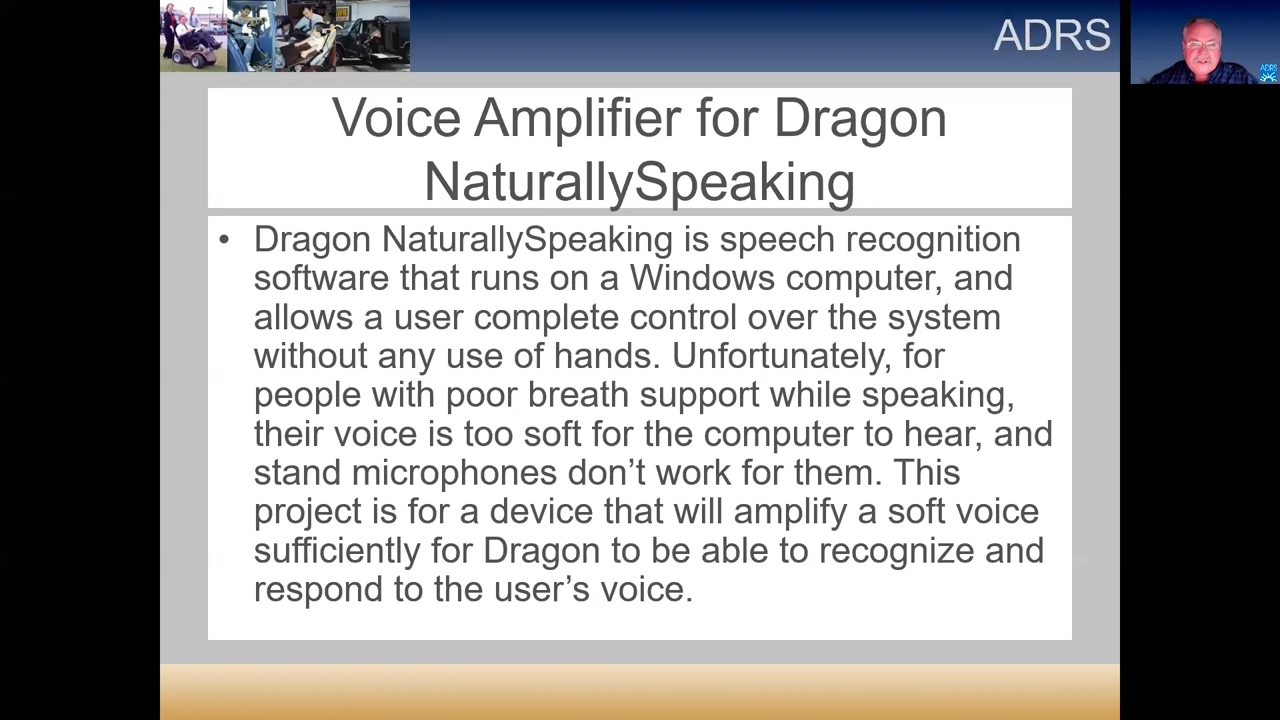 ADRS
ADRS
Voice Amplifier for Dragon
NaturallySpeaking
• Dragon NaturallySpeaking is speech recognition
software that runs on a Windows computer, and
allows a user complete control over the system
without any use of hands. Unfortunately, for
people with poor breath support while speaking,
their voice is too soft for the computer to hear, and
stand microphones don’t work for them. This
project is for a device that will amplify a soft voice
sufficiently for Dragon to be able to recognize and
respond to the user’s voice.